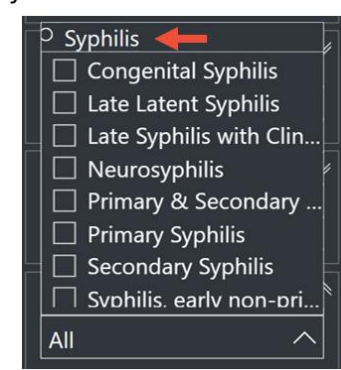 Syphilis
Congenital Syphilis
Late Latent Syphilis
Late Syphilis with Clin...
Neurosyphilis
Primary & Secondary ...
Primary Syphilis
Secondary Syphilis
Syphilis, early non-pri...
All